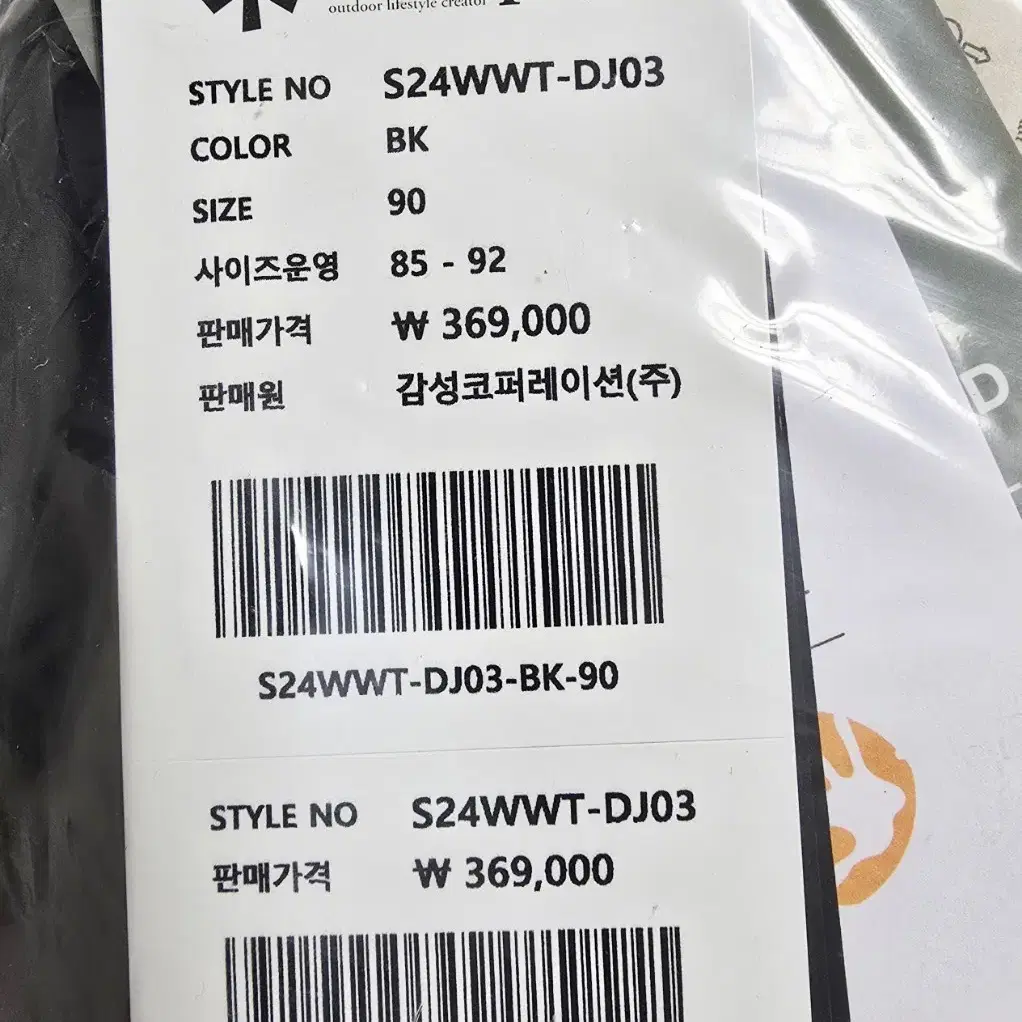 outdoor lifestyle creator
STYLE NO S24WWT-DJ03
COLOR BK
SIZE 90
사이즈운영 85 - 92
판매가격 ₩ 369,000
판매원 감성코퍼레이션(주)
S24WWT-DJ03-BK-90
STYLE NO S24WWT-DJ03
판매가격 ₩ 369,000
D